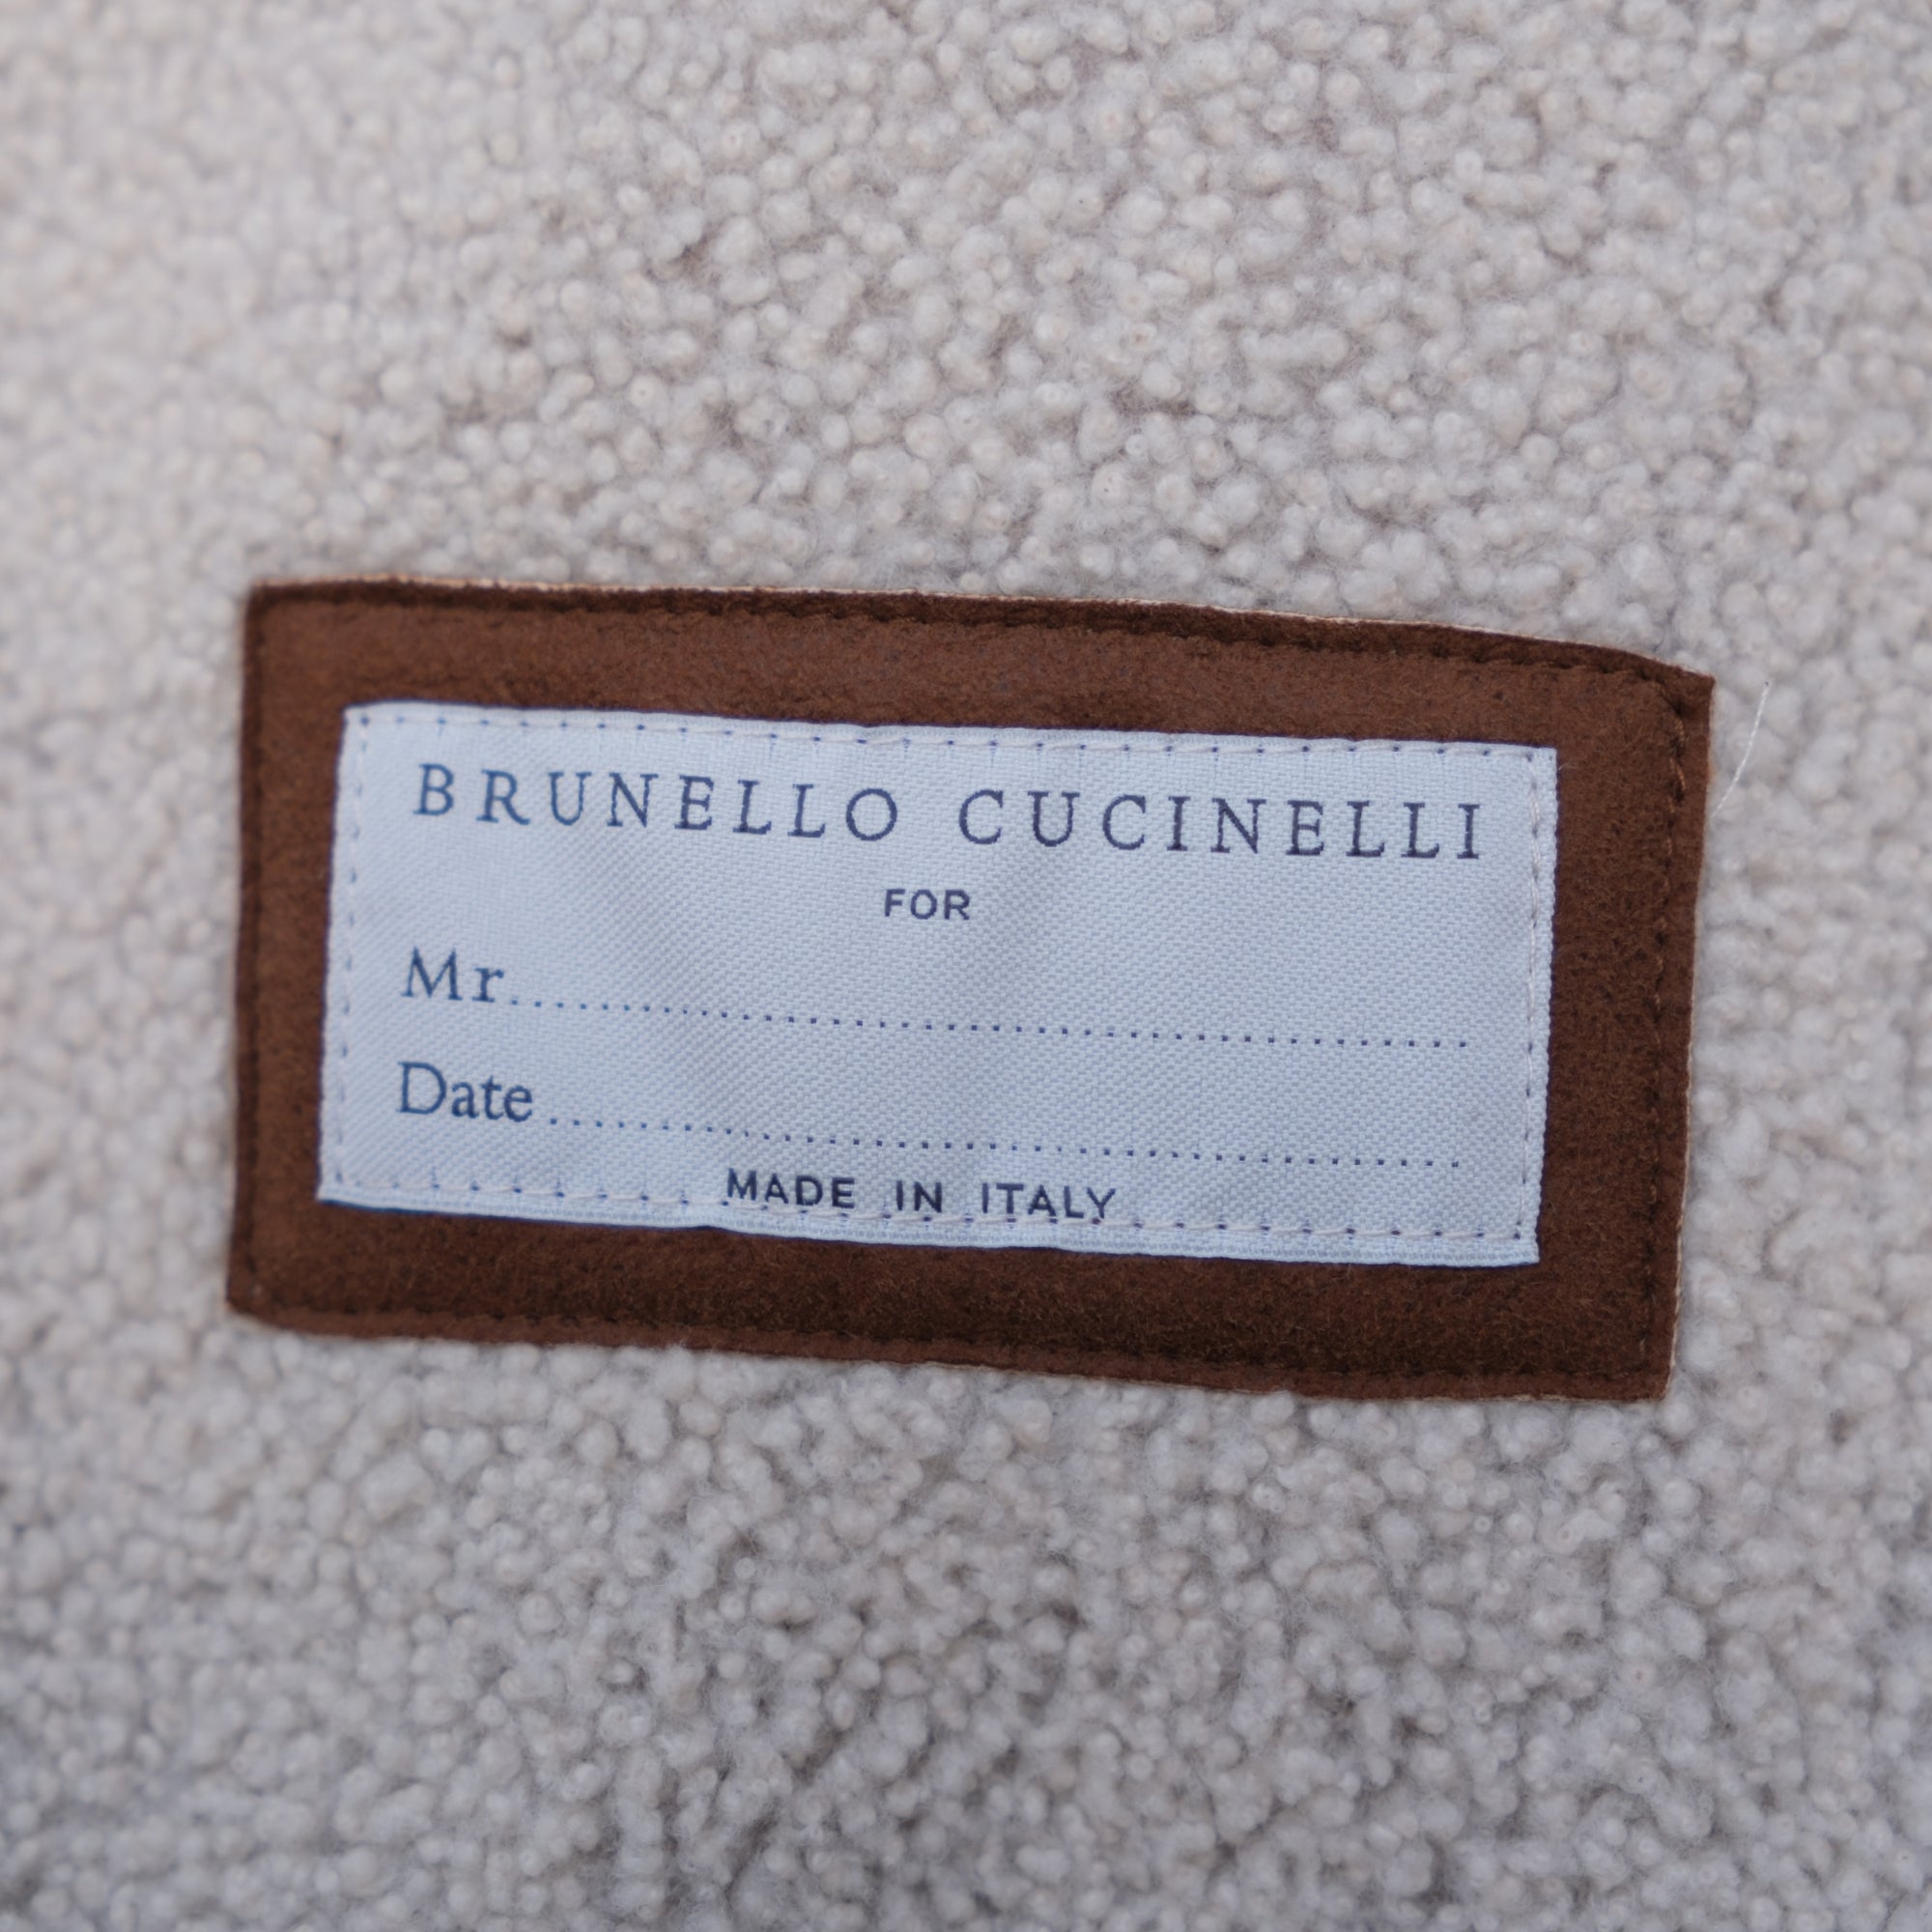 BRUNELLO CUCINELLI
FOR
Mr.......................................
Date.....................................
MADE IN ITALY